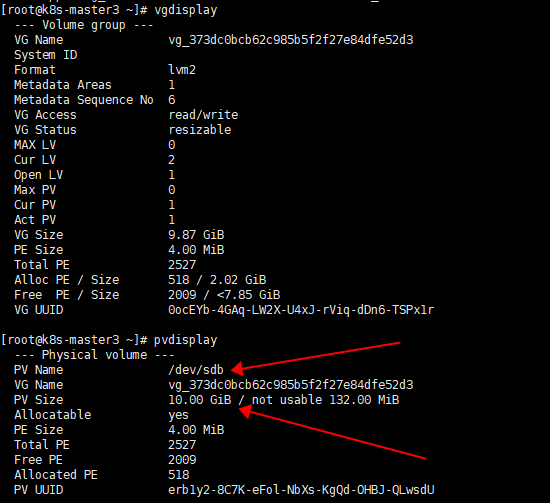 [root@k8s-master3 ~]# vgdisplay
--- Volume group ---
VG Name vg_373dc0bcb62c985b5f2f27e84dfe52d3
System ID
Format lvm2
Metadata Areas 1
Metadata Sequence No 6
VG Access read/write
VG Status resizable
MAX LV 0
Cur LV 2
Open LV 1
Max PV 0
Cur PV 1
Act PV 1
VG Size 9.87 GiB
PE Size 4.00 MiB
Total PE 2527
Alloc PE / Size 518 / 2.02 GiB
Free PE / Size 2009 / <7.85 GiB
VG UUID 0ocEYb-4GAq-LW2X-U4xJ-rViq-dDn6-TSPx1r
[root@k8s-master3 ~]# pvdisplay
--- Physical volume ---
PV Name /dev/sdb
VG Name vg_373dc0bcb62c985b5f2f27e84dfe52d3
PV Size 10.00 GiB / not usable 132.00 MiB
Allocatable yes
PE Size 4.00 MiB
Total PE 2527
Free PE 2009
Allocated PE 518
PV UUID erb1y2-8C7K-eFol-NbXs-KgQd-OHBJ-QLwsdU